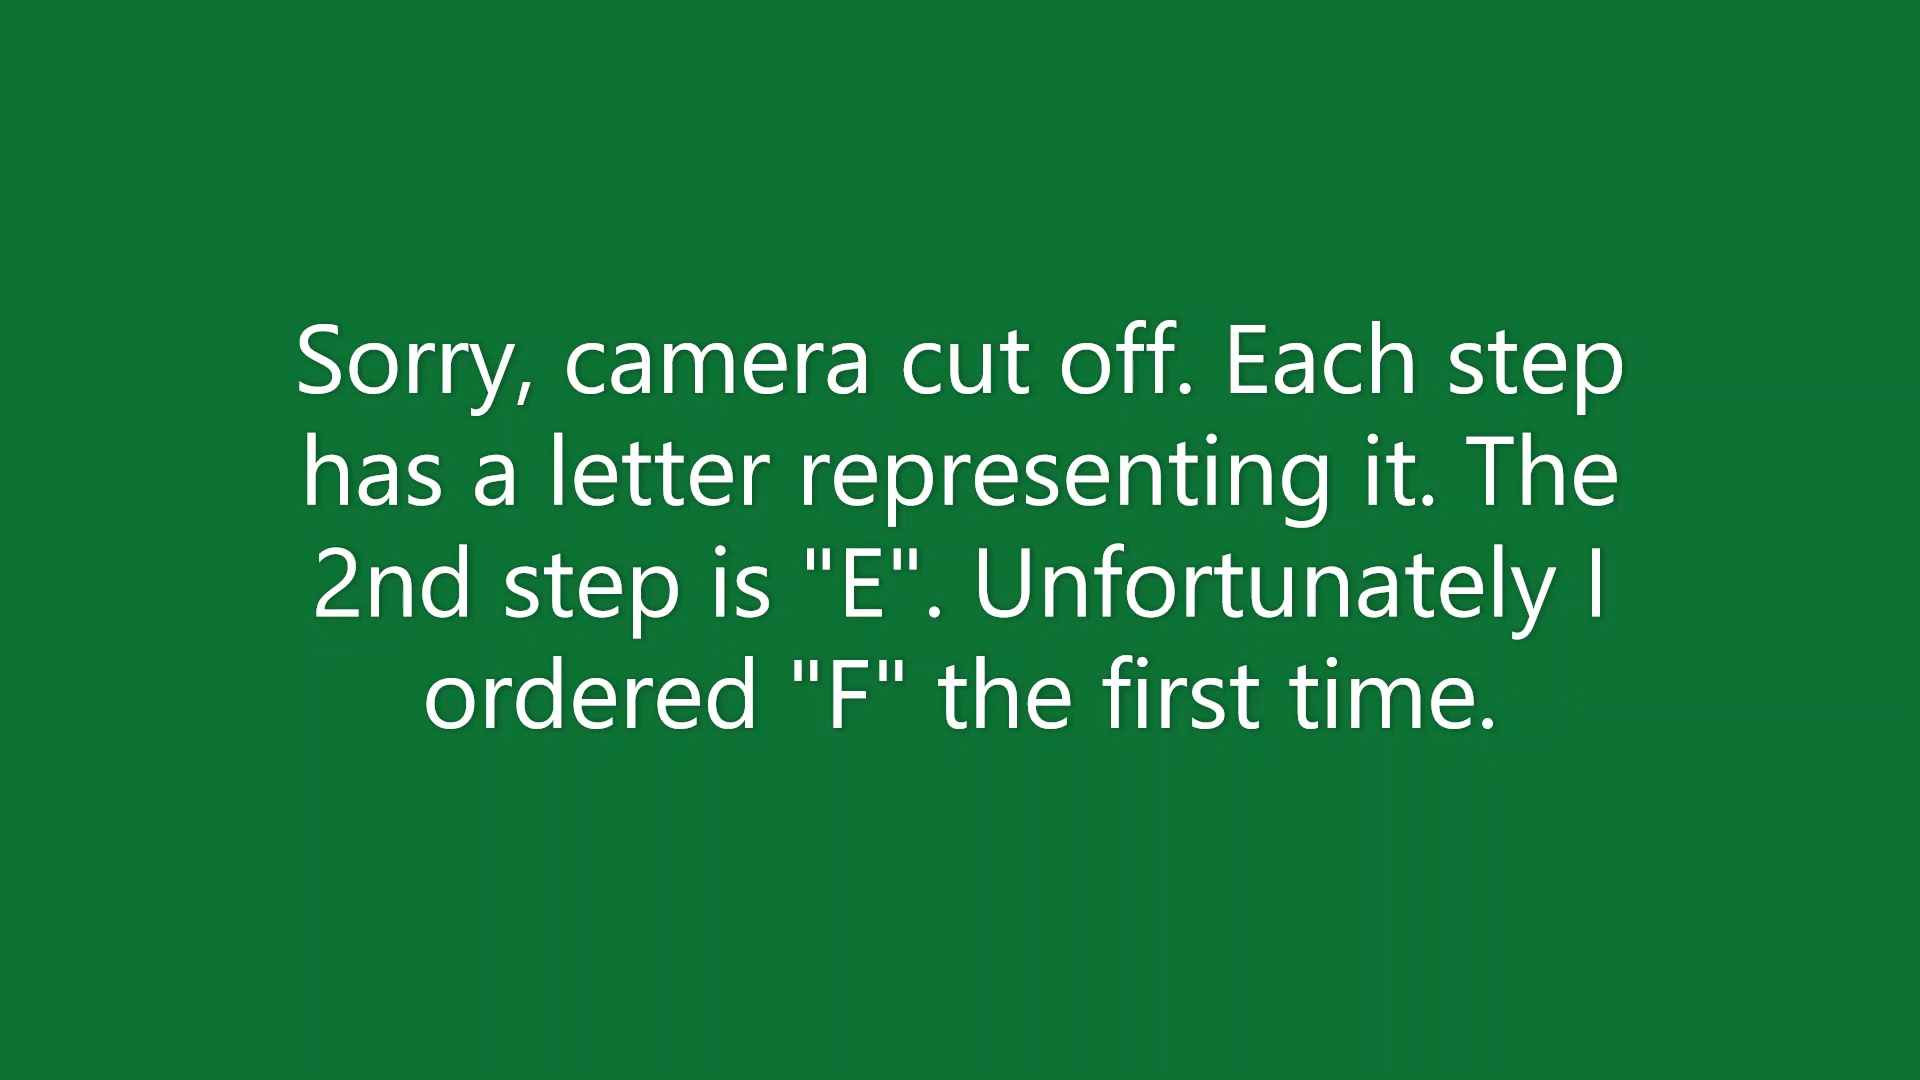 Sorry, camera cut off. Each step
has a letter representing it. The
2nd step is "E". Unfortunately I
ordered "F" the first time.